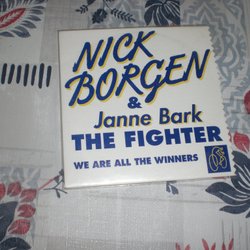 NICK
BORGEN
& Janne Bark
THE FIGHTER
WE ARE ALL THE WINNERS